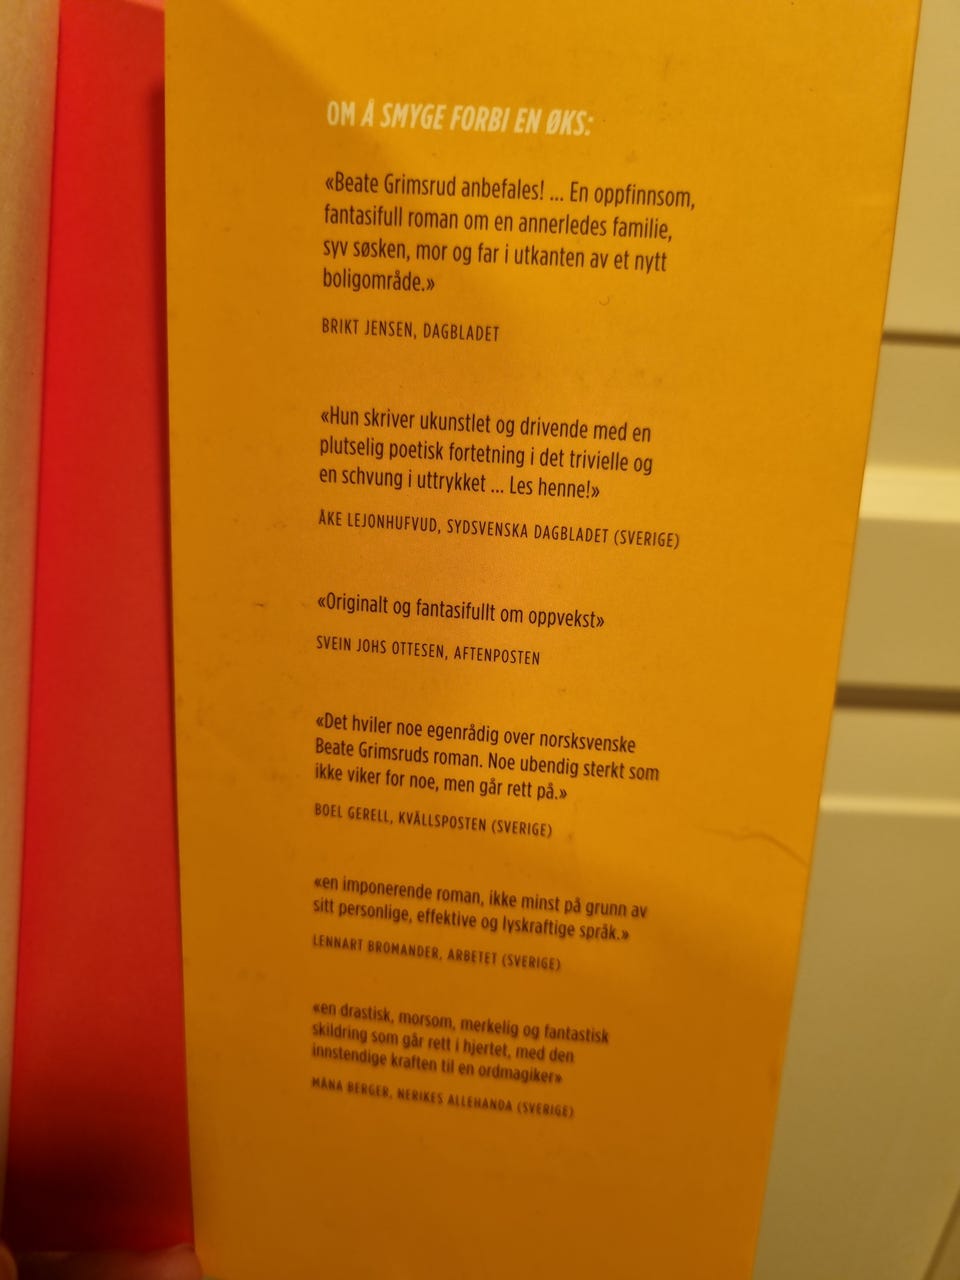 OM Å SMYGE FORBI EN ØKS:
«Beate Grimsrud anbefales! ... En oppfinnsom,
fantasifull roman om en annerledes familie,
syv søsken, mor og far i utkanten av et nytt
boligområde.»
BRIKT JENSEN, DAGBLADET
«Hun skriver ukunstlet og drivende med en
plutselig poetisk fortetning i det trivielle og
en schvung i uttrykket ... Les henne!»
ÅKE LEJONHUFVUD, SYDSVENSKA DAGBLADET (SVERIGE)
«Originalt og fantasifullt om oppvekst»
SVEIN JOHS OTTESEN, AFTENPOSTEN
«Det hviler noe egenrådig over norsksvenske
Beate Grimsruds roman. Noe ubendig sterkt som
ikke viker for noe, men går rett på.»
BOEL GERELL, KVÄLLSPOSTEN (SVERIGE)
«en imponerende roman, ikke minst på grunn av
sitt personlige, effektive og lyskraftige språk.»
LENNART BROMANDER, ARBETET (SVERIGE)
«en drastisk, morsom, merkelig og fantastisk
skildring som går rett i hjertet, med den
innstendige kraften til en ordmagiker»
MÅNA BERGER, NERIKES ALLEHANDA (SVERIGE)